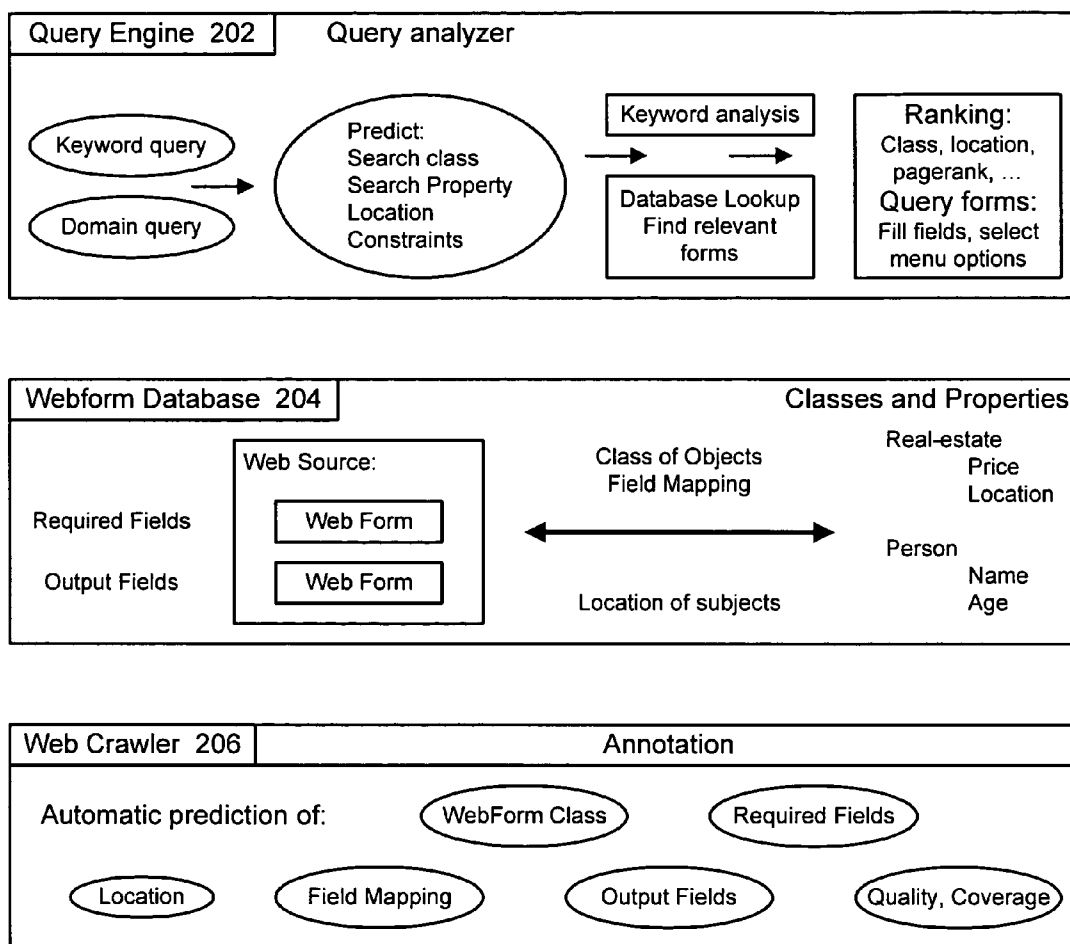 Query Engine 202
Query analyzer
Keyword query
Domain query
Predict:
Search class
Search Property
Location
Constraints
Keyword analysis
Database Lookup
Find relevant
forms
Ranking:
Class, location,
pagerank, ...
Query forms:
Fill fields, select
menu options
Webform Database 204
Classes and Properties
Required Fields
Output Fields
Web Source:
Web Form
Web Form
Class of Objects
Field Mapping
Location of subjects
Real-estate
Price
Location
Person
Name
Age
Web Crawler 206
Annotation
Automatic prediction of:
WebForm Class
Required Fields
Location
Field Mapping
Output Fields
Quality, Coverage